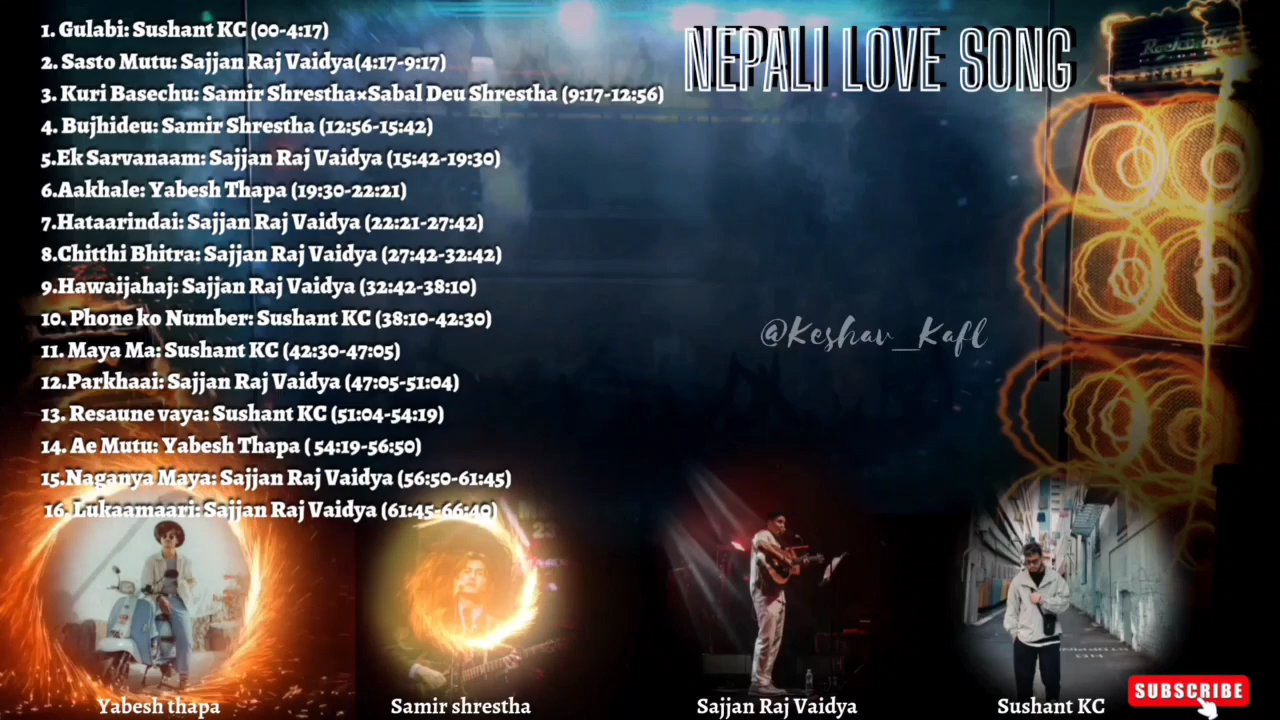 1. Gulabi: Sushant KC (00-4:17)
2. Sasto Mutu: Sajjan Raj Vaidya(4:17-9:17)
3. Kuri Basechu: Samir Shrestha×Sabal Deu Shrestha (9:17-12:56)
4. Bujhideu: Samir Shrestha (12:56-15:42)
5.Ek Sarvanaam: Sajjan Raj Vaidya (15:42-19:30)
6.Aakhale: Yabesh Thapa (19:30-22:21)
7.Hataarindai: Sajjan Raj Vaidya (22:21-27:42)
8.Chitthi Bhitra: Sajjan Raj Vaidya (27:42-32:42)
9.Hawaijahaj: Sajjan Raj Vaidya (32:42-38:10)
10. Phone ko Number: Sushant KC (38:10-42:30)
11. Maya Ma: Sushant KC (42:30-47:05)
12.Parkhaai: Sajjan Raj Vaidya (47:05-51:04)
13. Resaune vaya: Sushant KC (51:04-54:19)
14. Ae Mutu: Yabesh Thapa ( 54:19-56:50)
15.Naganya Maya: Sajjan Raj Vaidya (56:50-61:45)
16. Lukaamaari: Sajjan Raj Vaidya (61:45-66:40)
NEPALI LOVE SONG
@Keshav_Kafl
23
Yabesh thapa
Samir shrestha
Sajjan Raj Vaidya
Sushant KC
SUBSCRIBE